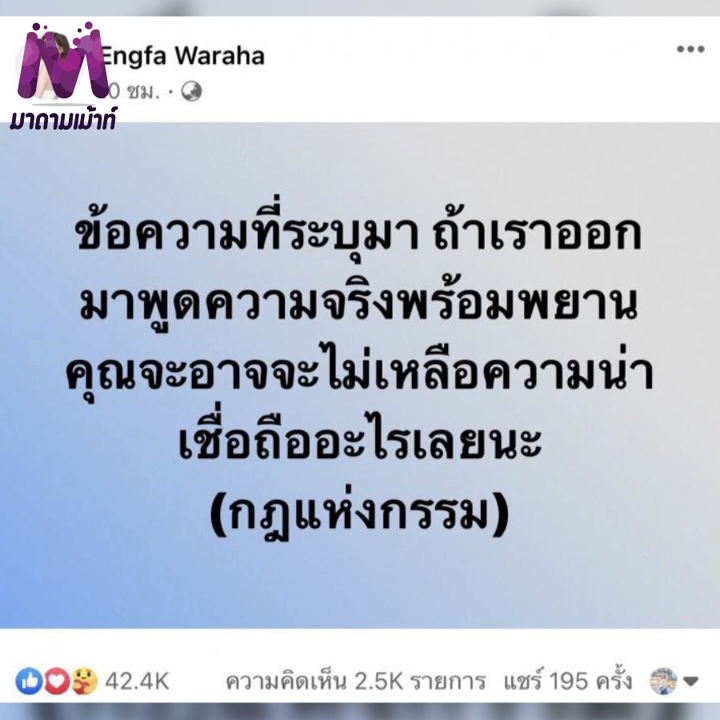 Engfa Waraha
0 ชม. ·
M
มาดามเม้าท์
ข้อความที่ระบุมา ถ้าเราออก
มาพูดความจริงพร้อมพยาน
คุณจะอาจจะไม่เหลือความน่า
เชื่อถืออะไรเลยนะ
(กฎแห่งกรรม)
42.4K ความคิดเห็น 2.5K รายการ แชร์ 195 ครั้ง